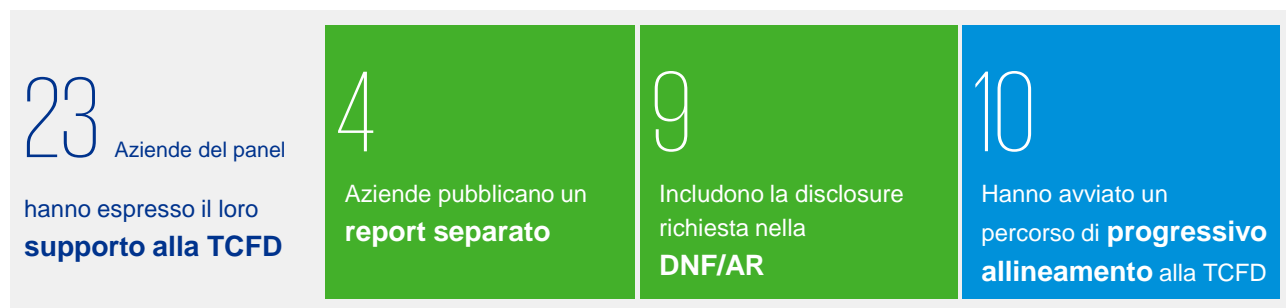 23 Aziende del panel
hanno espresso il loro
supporto alla TCFD
4
Aziende pubblicano un
report separato
9
Includono la disclosure
richiesta nella
DNF/AR
10
Hanno avviato un
percorso di progressivo
allineamento alla TCFD